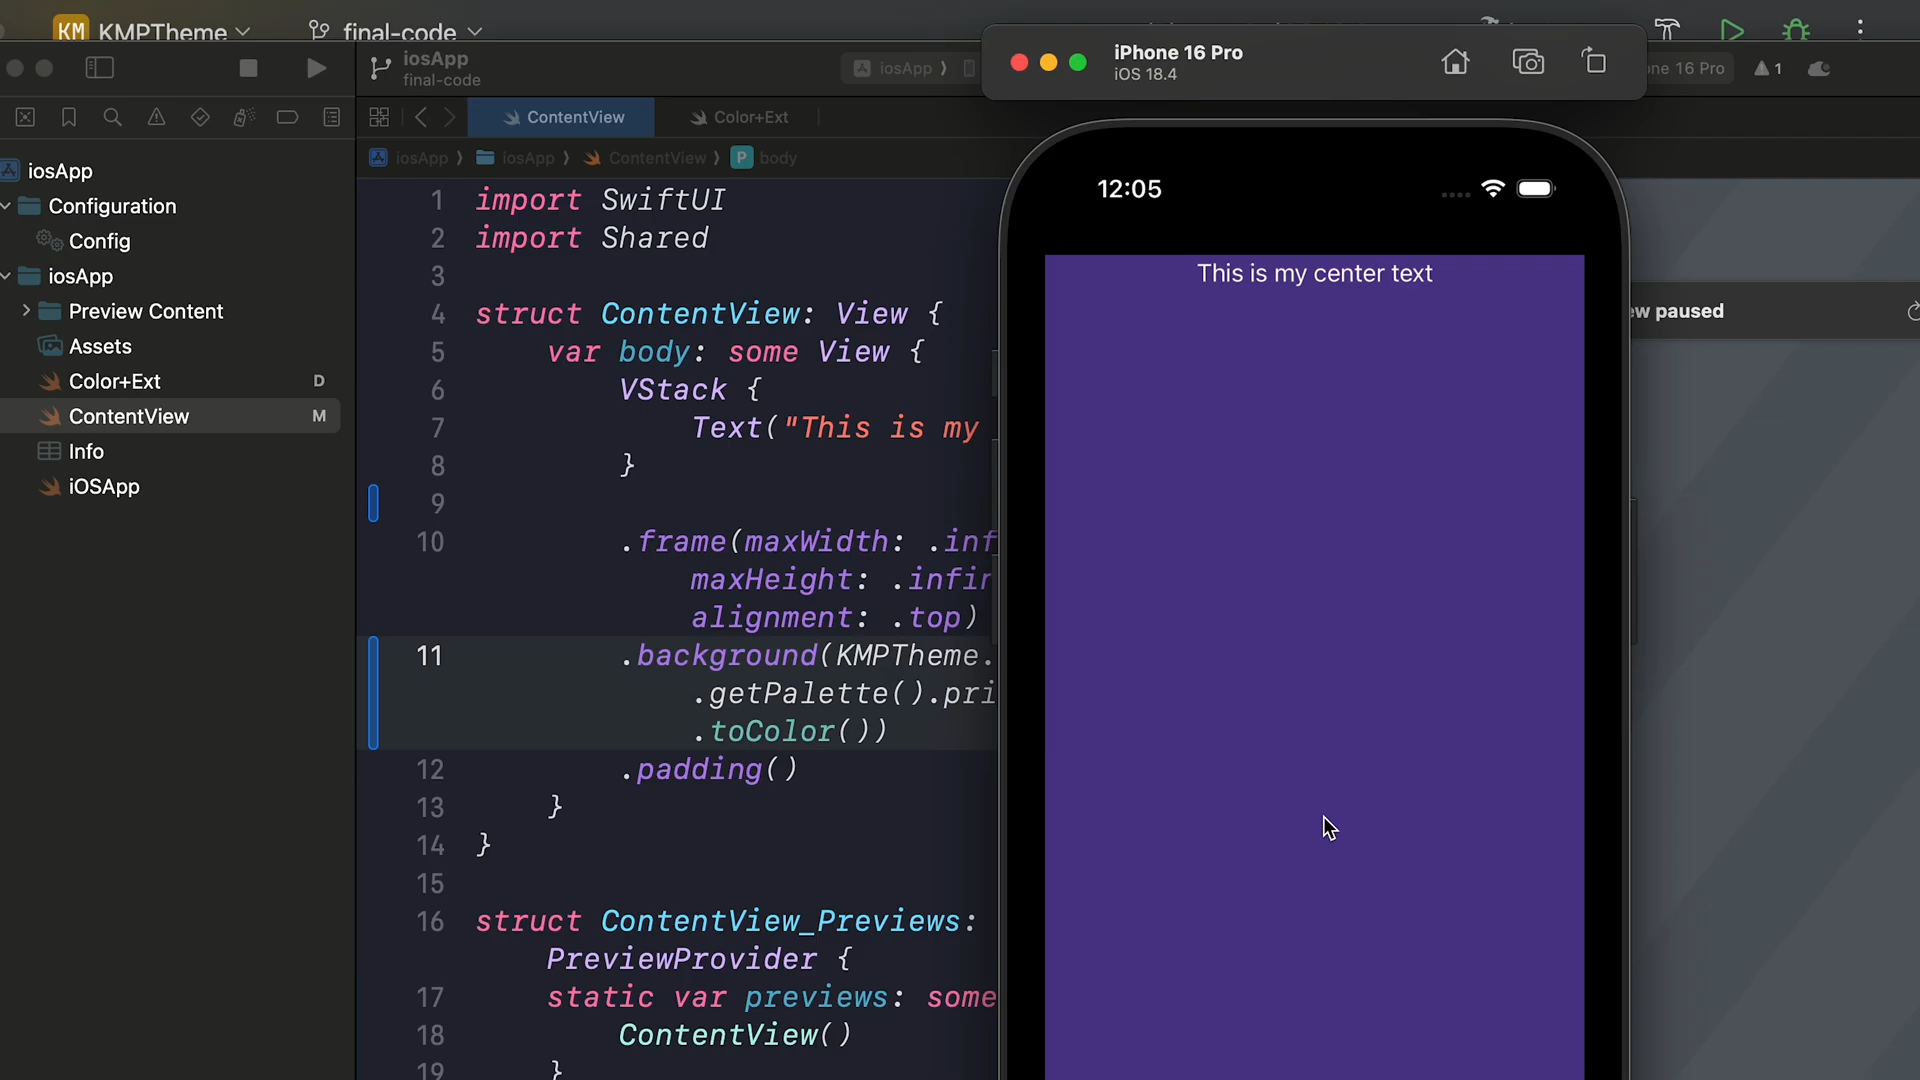 KM KMPTheme final-code
iosApp
final-code
iosApp
ne 16 Pro
1
iPhone 16 Pro
iOS 18.4
ContentView
Color+Ext
iosApp
iosApp
ContentView
P body
iosApp
Configuration
Config
iosApp
Preview Content
Assets
Color+Ext D
ContentView M
Info
iOSApp
1 import SwiftUI
2 import Shared
3
4 struct ContentView: View {
5 var body: some View {
6 VStack {
7 Text("This is my
8 }
9
10 .frame(maxWidth: .inf
maxHeight: .infin
alignment: .top)
11 .background(KMPTheme.
.getPalette().pri
.toColor())
12 .padding()
13 }
14 }
15
16 struct ContentView_Previews:
PreviewProvider {
17 static var previews: some
18 ContentView()
19 }
12:05
This is my center text
ew paused